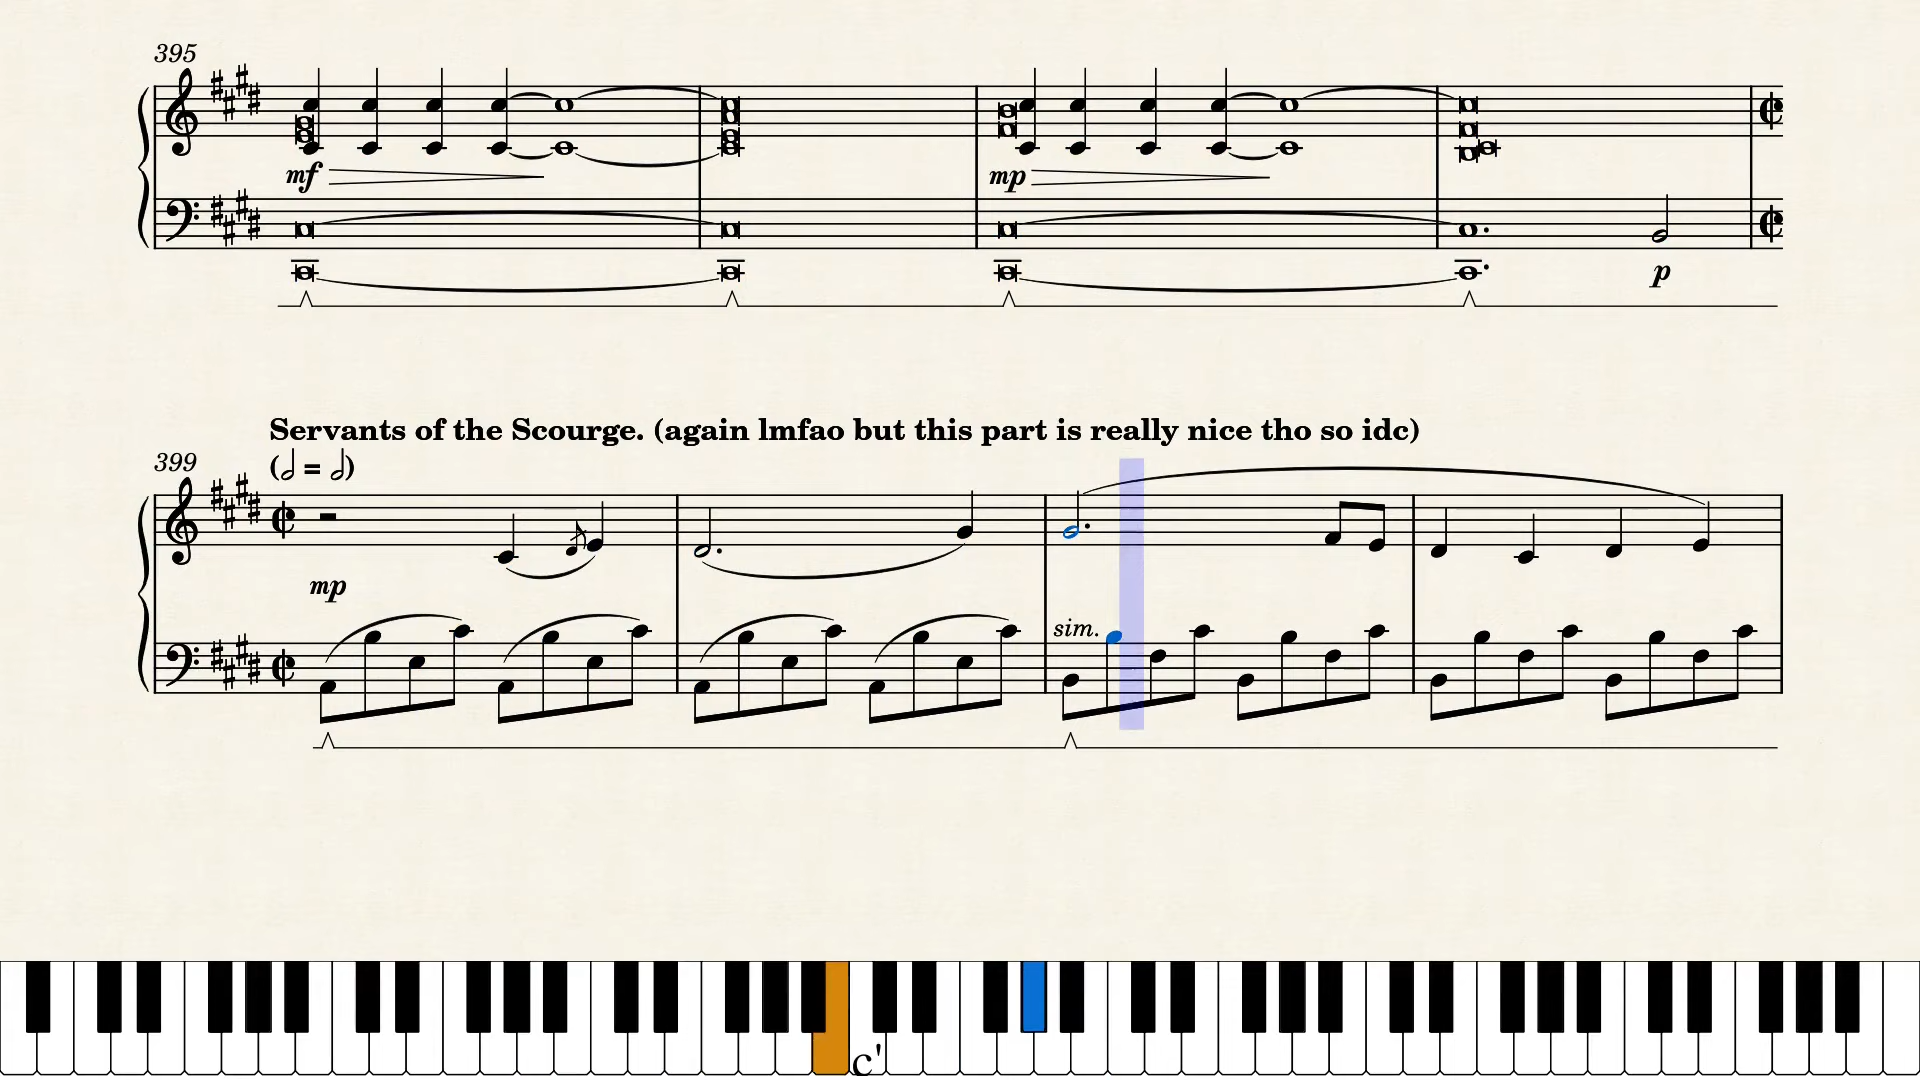 395
mf
mp
p
Servants of the Scourge. (again lmfao but this part is really nice tho so idc)
399
( = )
mp
sim.
c'